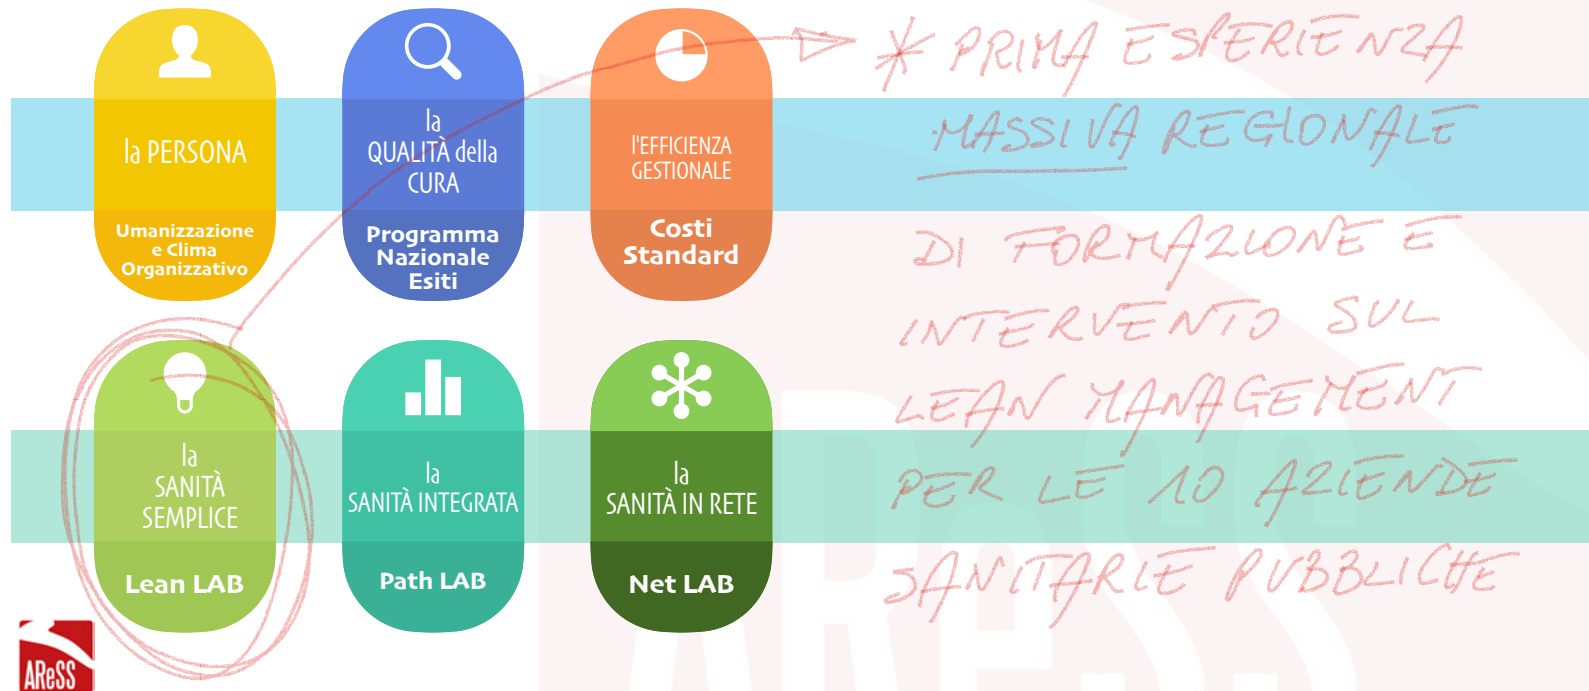 la PERSONA
Umanizzazione
e Clima
Organizzativo
la
QUALITÀ della
CURA
Programma
Nazionale
Esiti
l'EFFICIENZA
GESTIONALE
Costi
Standard
la
SANITÀ
SEMPLICE
Lean LAB
la
SANITÀ INTEGRATA
Path LAB
la
SANITÀ IN RETE
Net LAB
* PRIMA ESPERIENZA
MASSIVA REGIONALE
DI FORMAZIONE E
INTERVENTO SUL
LEAN MANAGEMENT
PER LE 10 AZIENDE
SANITARIE PUBBLICHE
AReSS
AReSS